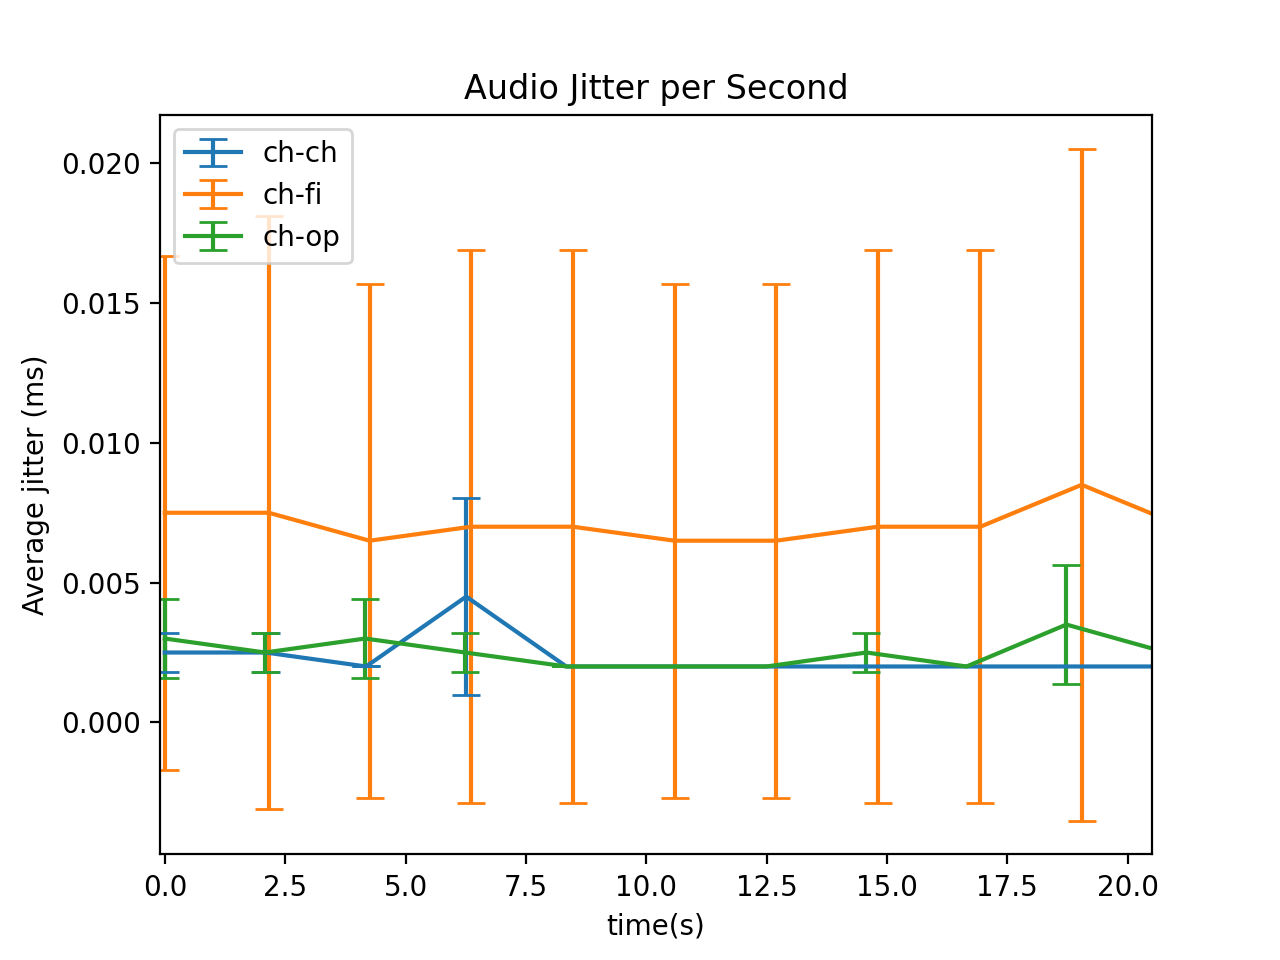 Audio Jitter per Second
ch-ch
ch-fi
ch-op
Average jitter (ms)
0.020
0.015
0.010
0.005
0.000
0.0 2.5 5.0 7.5 10.0 12.5 15.0 17.5 20.0
time(s)